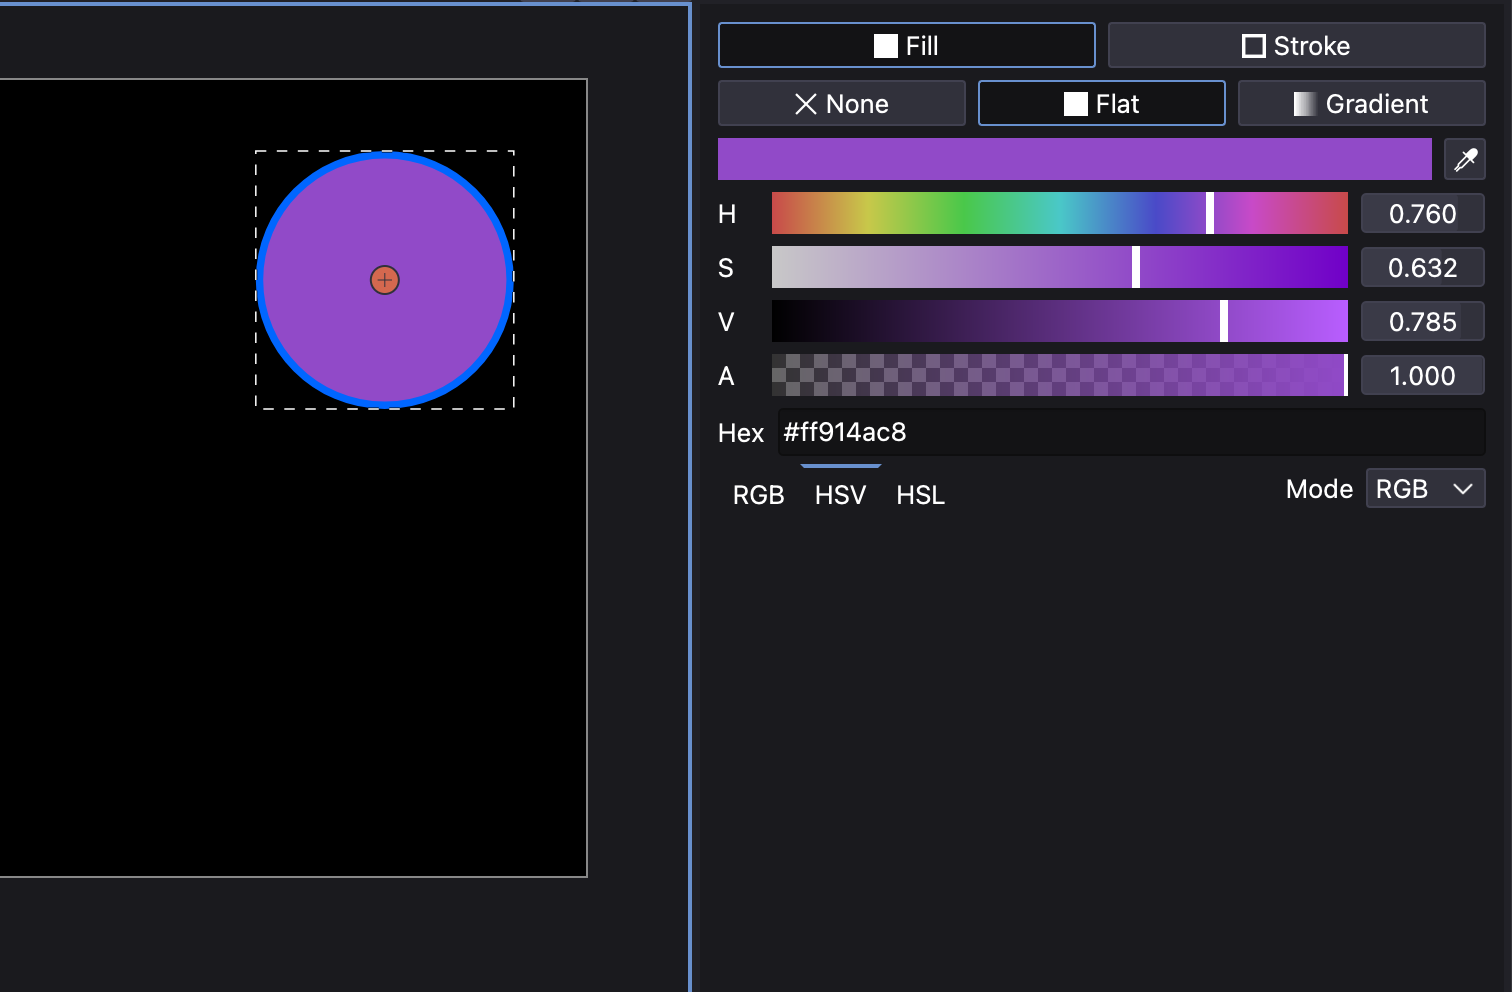 Fill
Stroke
None
Flat
Gradient
H
0.760
S
0.632
V
0.785
A
1.000
Hex #ff914ac8
RGB HSV HSL
Mode RGB